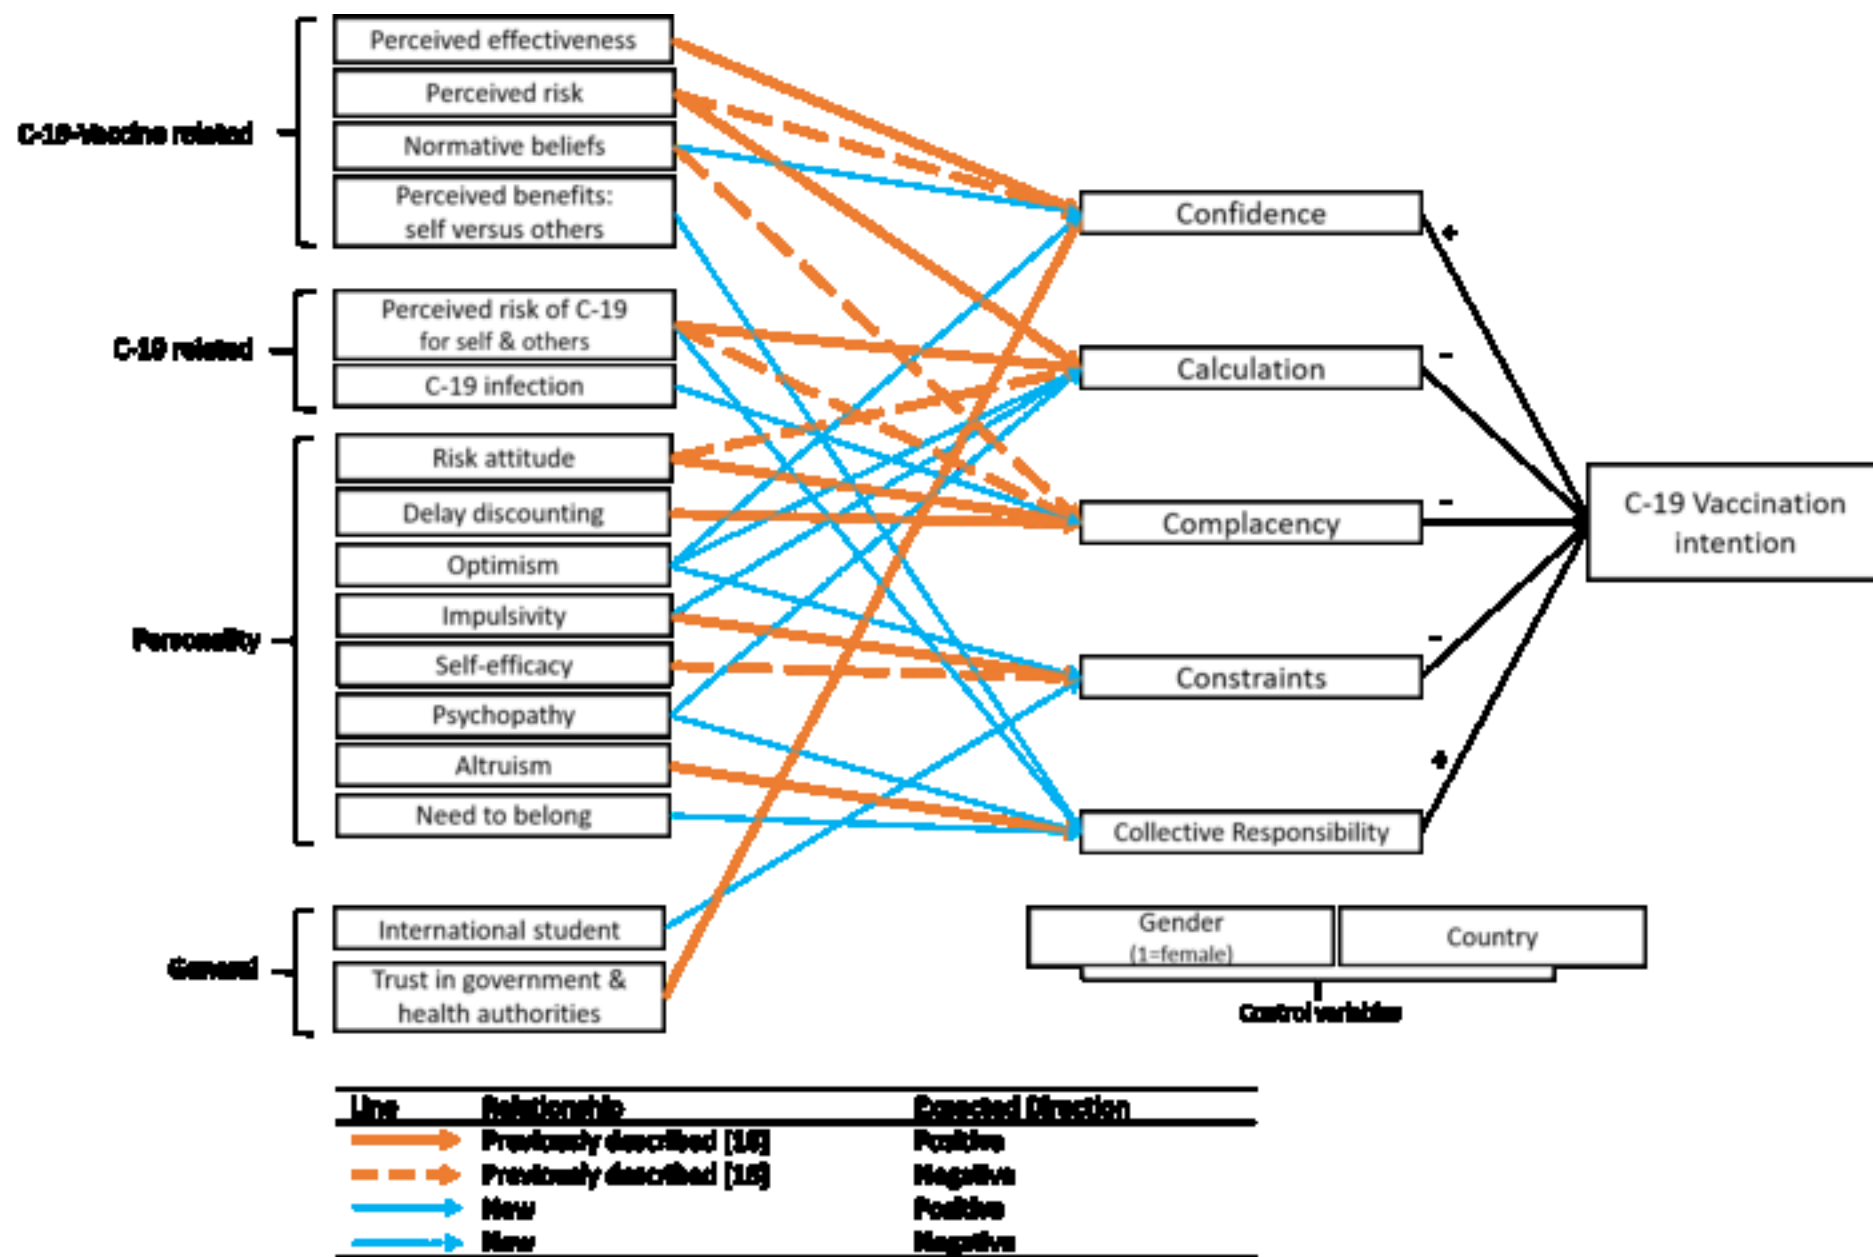 Perceived effectiveness
Perceived risk
C-19-Vaccine related
Normative beliefs
Perceived benefits:
self versus others
Confidence
+
Perceived risk of C-19
for self & others
C-19 related
C-19 infection
Calculation
-
Risk attitude
Delay discounting
Optimism
Impulsivity
Personality
Self-efficacy
Psychopathy
Altruism
Need to belong
Complacency
-
C-19 Vaccination
intention
Constraints
-
Collective Responsibility
+
International student
General
Trust in government &
health authorities
Gender
(1=female)
Country
Control variables
Line Relationship Expected Direction
Previously described [16] Positive
Previously described [16] Negative
New Positive
New Negative